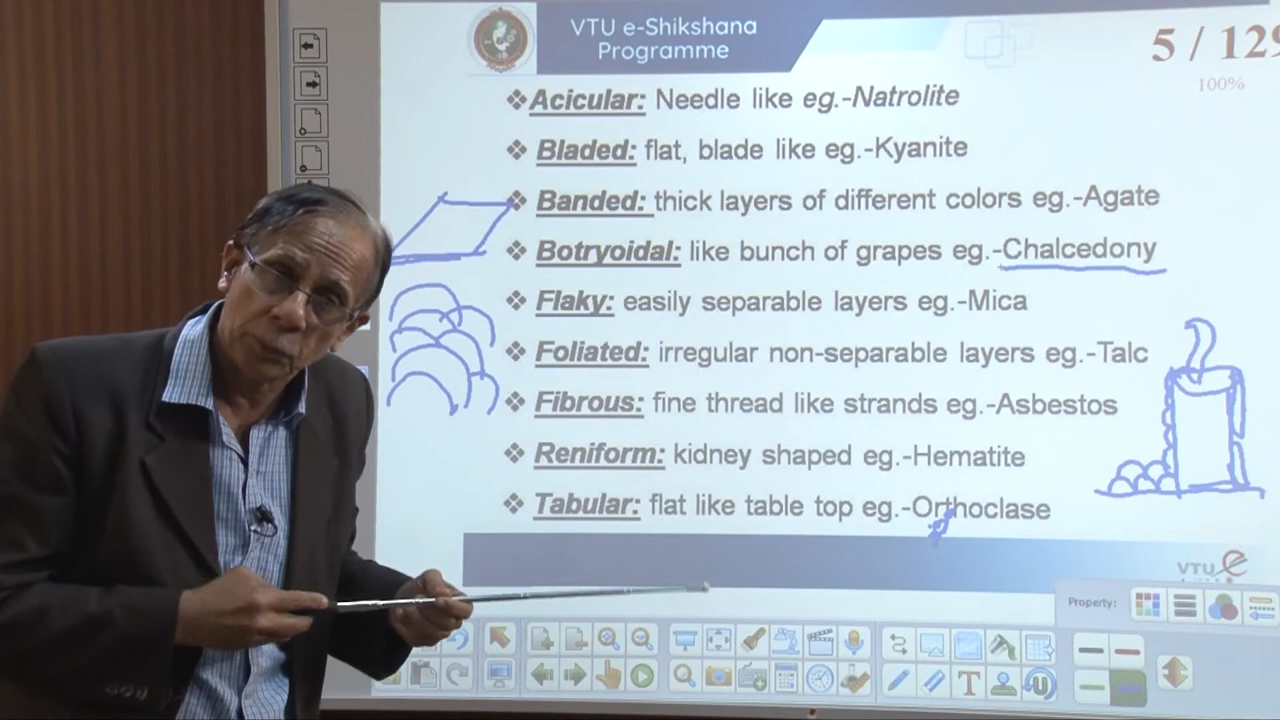 VTU e-Shikshana
Programme
5 / 129
100%
❖ Acicular: Needle like eg.-Natrolite
❖ Bladed: flat, blade like eg.-Kyanite
❖ Banded: thick layers of different colors eg.-Agate
❖ Botryoidal: like bunch of grapes eg.-Chalcedony
❖ Flaky: easily separable layers eg.-Mica
❖ Foliated: irregular non-separable layers eg.-Talc
❖ Fibrous: fine thread like strands eg.-Asbestos
❖ Reniform: kidney shaped eg.-Hematite
❖ Tabular: flat like table top eg.-Orthoclase
VTU e
Property:
T
U